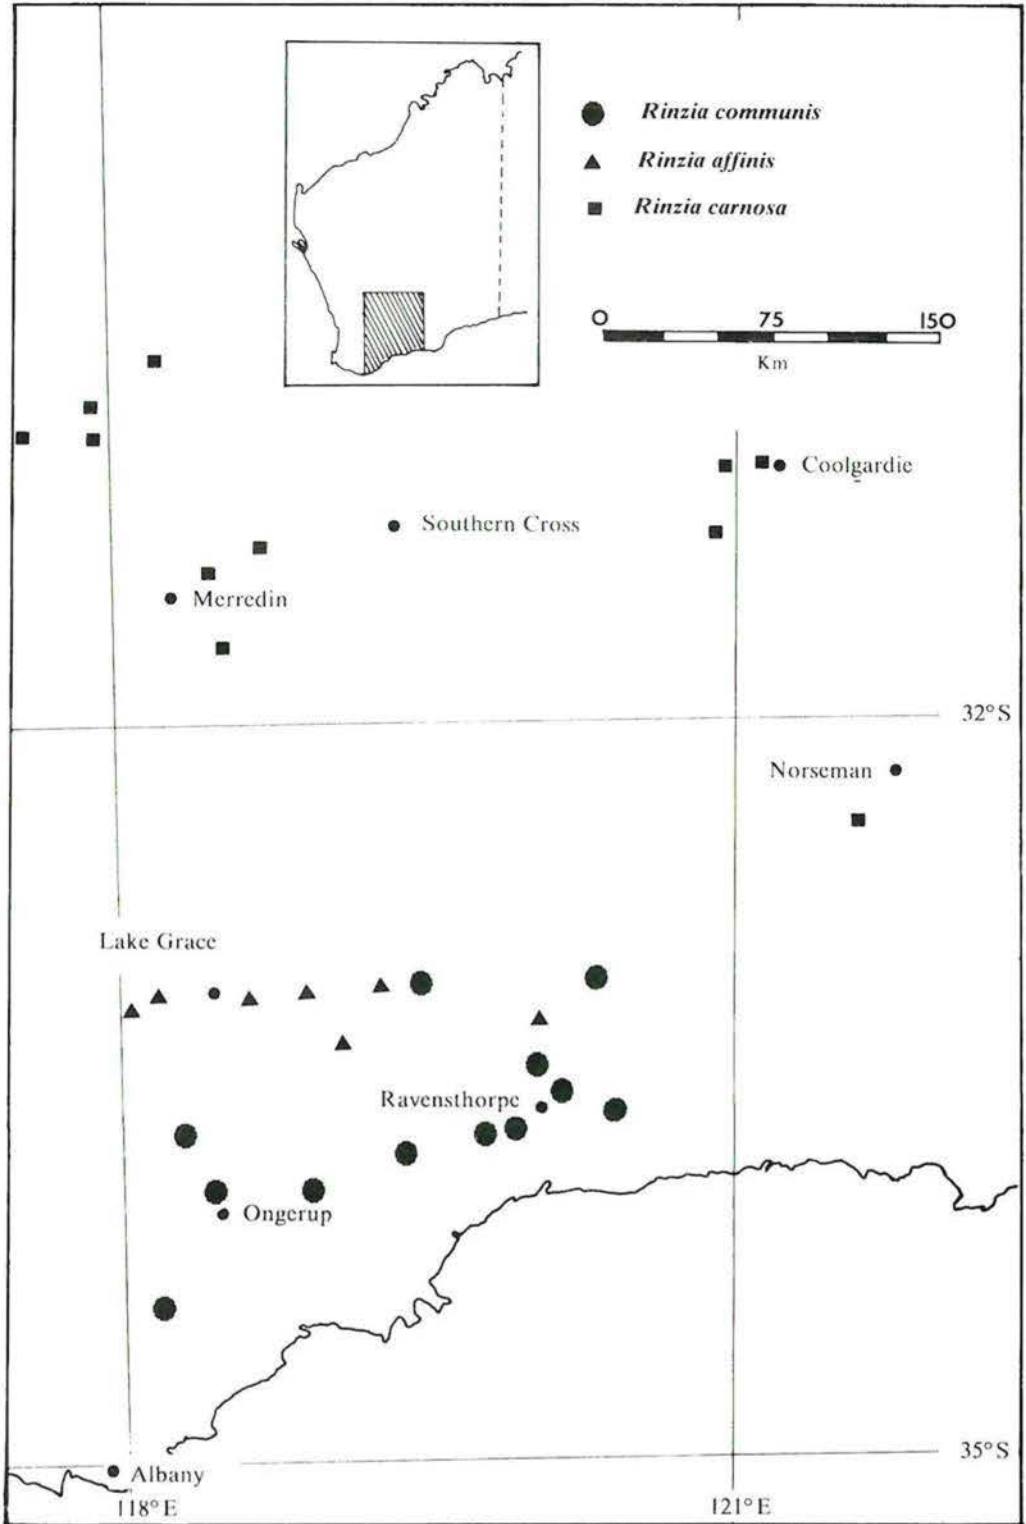 Rinzia communis
Rinzia affinis
Rinzia carnosa
0 75 150
Km
Coolgardie
Southern Cross
Merredin
32°S
Norseman
Lake Grace
Ravensthorpe
Ongerup
35°S
Albany
118°E 121°E